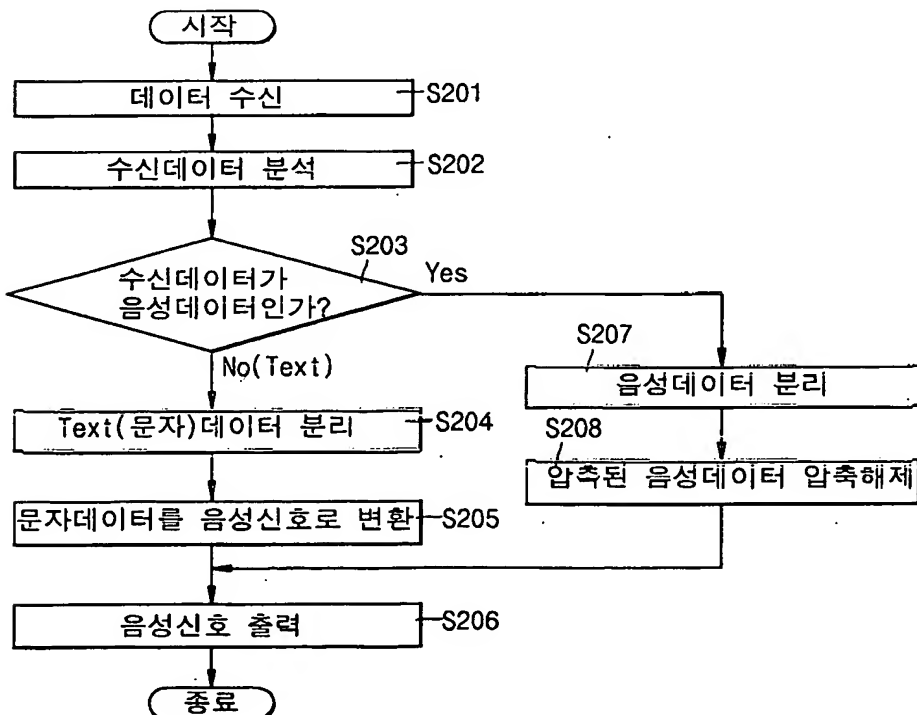 시작
데이터 수신
S201
수신데이터 분석
S202
S203
수신데이터가
음성데이터인가?
Yes
No(Text)
S207
음성데이터 분리
Text(문자)데이터 분리
S204
S208
압축된 음성데이터 압축해제
문자데이터를 음성신호로 변환
S205
음성신호 출력
S206
종료